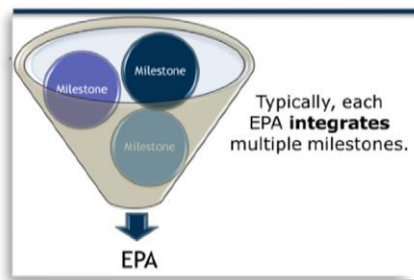 Milestone
Milestone
Milestone
Typically, each
EPA integrates
multiple milestones.
EPA